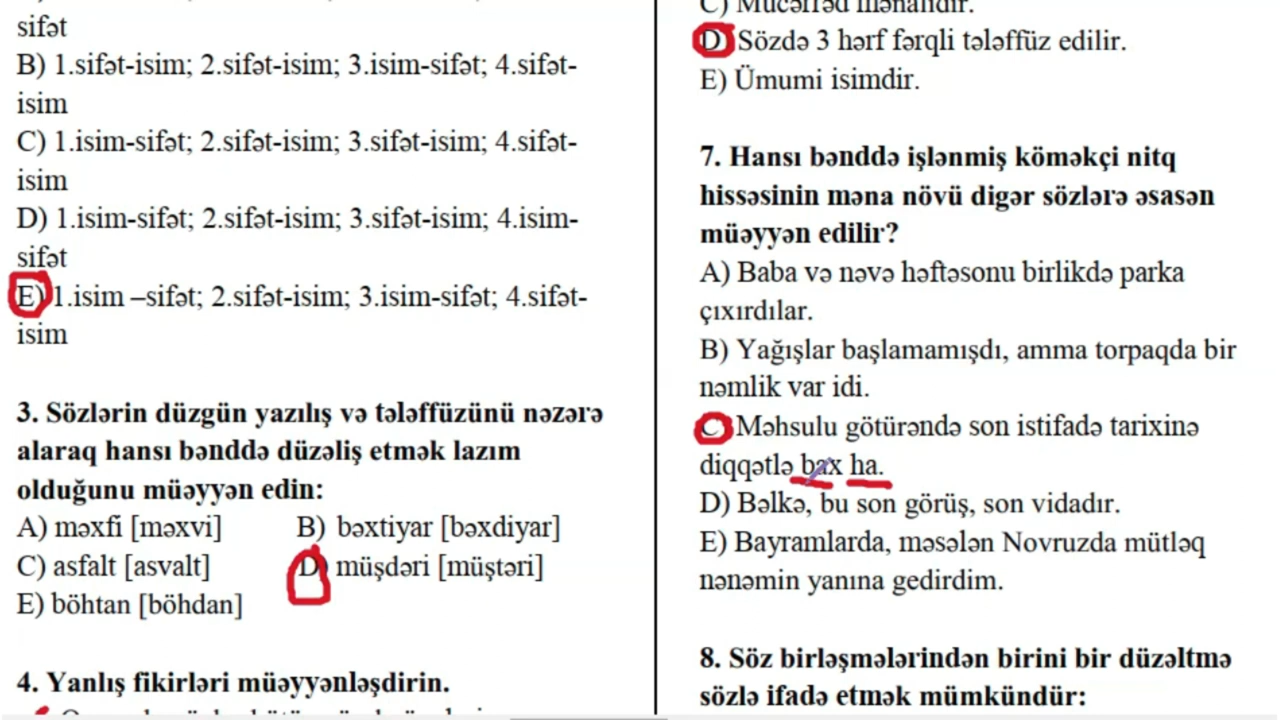 sifət
B) 1.sifət-isim; 2.sifət-isim; 3.isim-sifət; 4.sifət-
isim
C) 1.isim-sifət; 2.sifət-isim; 3.sifət-isim; 4.sifət-
isim
D) 1.isim-sifət; 2.sifət-isim; 3.sifət-isim; 4.isim-
sifət
E) 1.isim –sifət; 2.sifət-isim; 3.isim-sifət; 4.sifət-
isim
3. Sözlərin düzgün yazılış və tələffüzünü nəzərə
alaraq hansı bənddə düzəliş etmək lazım
olduğunu müəyyən edin:
A) məxfi [məxvi] B) bəxtiyar [bəxdiyar]
C) asfalt [asvalt] D) müşdəri [müştəri]
E) böhtan [böhdan]
4. Yanlış fikirləri müəyyənləşdirin.
C) Mücərrəd mənalıdır.
D) Sözdə 3 hərf fərqli tələffüz edilir.
E) Ümumi isimdir.
7. Hansı bənddə işlənmiş köməkçi nitq
hissəsinin məna növü digər sözlərə əsasən
müəyyən edilir?
A) Baba və nəvə həftəsonu birlikdə parka
çıxırdılar.
B) Yağışlar başlamamışdı, amma torpaqda bir
nəmlik var idi.
C) Məhsulu götürəndə son istifadə tarixinə
diqqətlə bax ha.
D) Bəlkə, bu son görüş, son vidadır.
E) Bayramlarda, məsələn Novruzda mütləq
nənəmin yanına gedirdim.
8. Söz birləşmələrindən birini bir düzəltmə
sözlə ifadə etmək mümkündür: